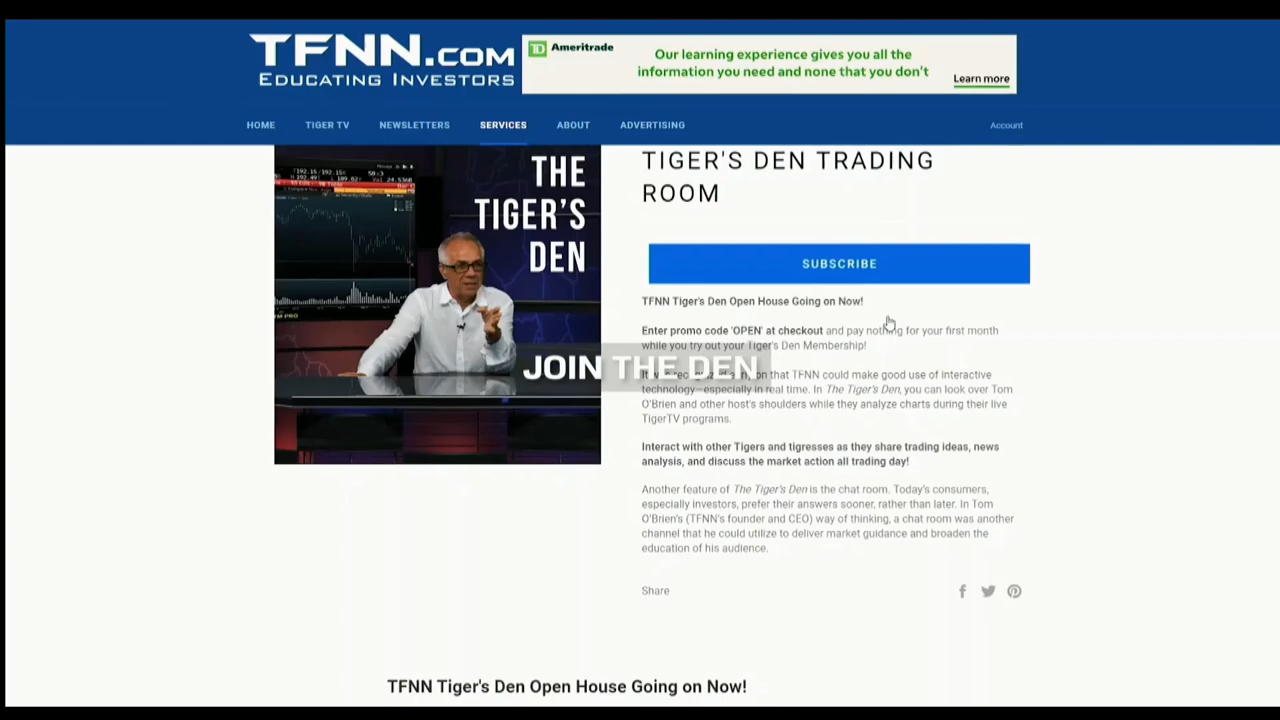 TFNN.COM
EDUCATING INVESTORS
TD Ameritrade
Our learning experience gives you all the
information you need and none that you don't
Learn more
HOME TIGER TV NEWSLETTERS SERVICES ABOUT ADVERTISING Account
THE
TIGER'S
DEN
TIGER'S DEN TRADING
ROOM
SUBSCRIBE
TFNN Tiger's Den Open House Going on Now!
Enter promo code 'OPEN' at checkout and pay nothing for your first month
while you try out your Tiger's Den Membership!
JOIN THE DEN
that TFNN could make good use of interactive
technology—especially in real time. In The Tiger's Den, you can look over Tom
O'Brien and other host's shoulders while they analyze charts during their live
TigerTV programs.
Interact with other Tigers and tigresses as they share trading ideas, news
analysis, and discuss the market action all trading day!
Another feature of The Tiger's Den is the chat room. Today's consumers,
especially investors, prefer their answers sooner, rather than later. In Tom
O'Brien's (TFNN's founder and CEO) way of thinking, a chat room was another
channel that he could utilize to deliver market guidance and broaden the
education of his audience.
Share
TFNN Tiger's Den Open House Going on Now!